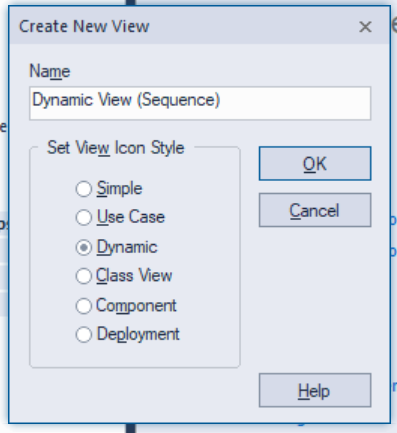 Create New View
Name
Dynamic View (Sequence)
Set View Icon Style
Simple
Use Case
Dynamic
Class View
Component
Deployment
OK
Cancel
Help